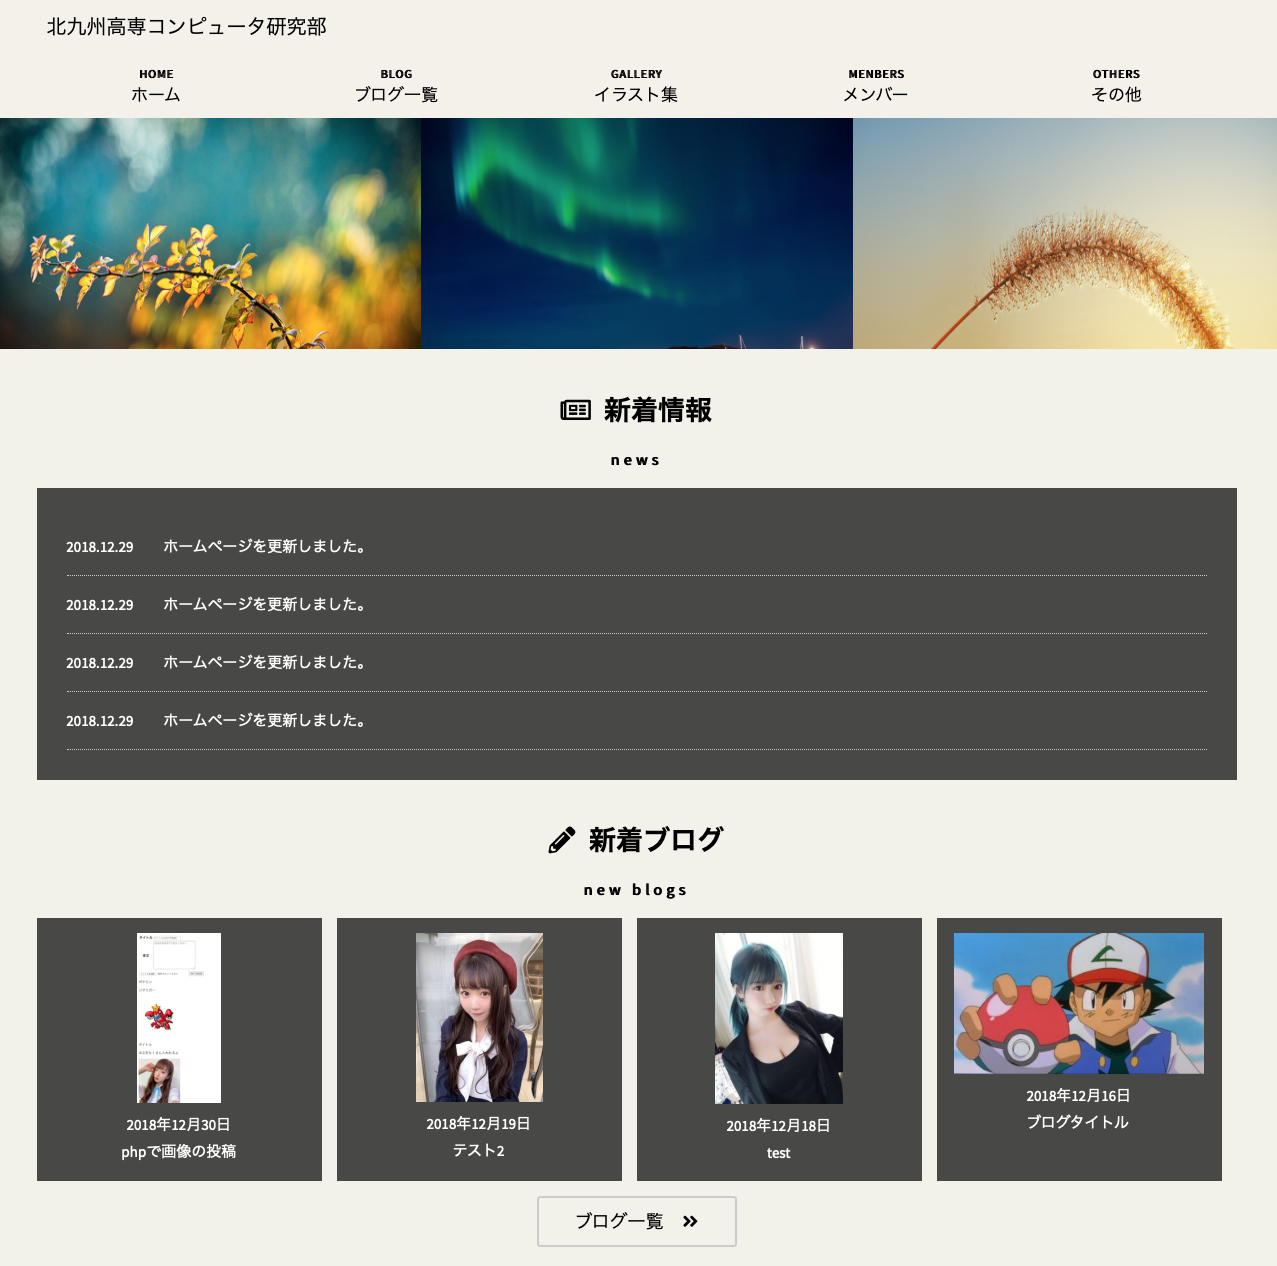 北九州高専コンピュータ研究部
HOME
ホーム
BLOG
ブログ一覧
GALLERY
イラスト集
MENBERS
メンバー
OTHERS
その他
新着情報
news
2018.12.29 ホームページを更新しました。
2018.12.29 ホームページを更新しました。
2018.12.29 ホームページを更新しました。
2018.12.29 ホームページを更新しました。
新着ブログ
new blogs
タイトル
2018年12月30日
phpで画像の投稿
2018年12月19日
テスト2
2018年12月18日
test
2018年12月16日
ブログタイトル
ブログ一覧